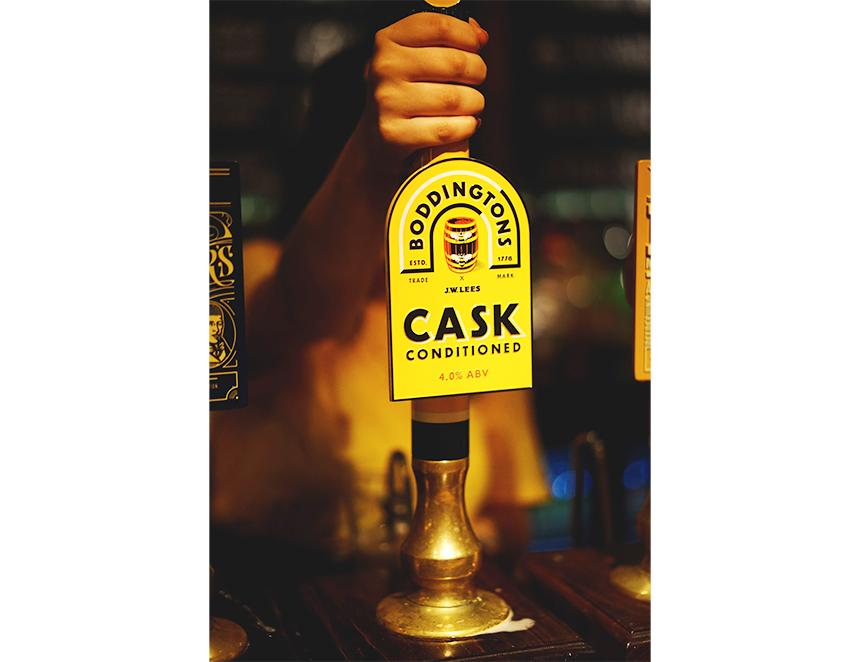 BODDINGTONS
ESTD. 1778
TRADE MARK
X
J.W.LEES
CASK
CONDITIONED
4.0% ABV